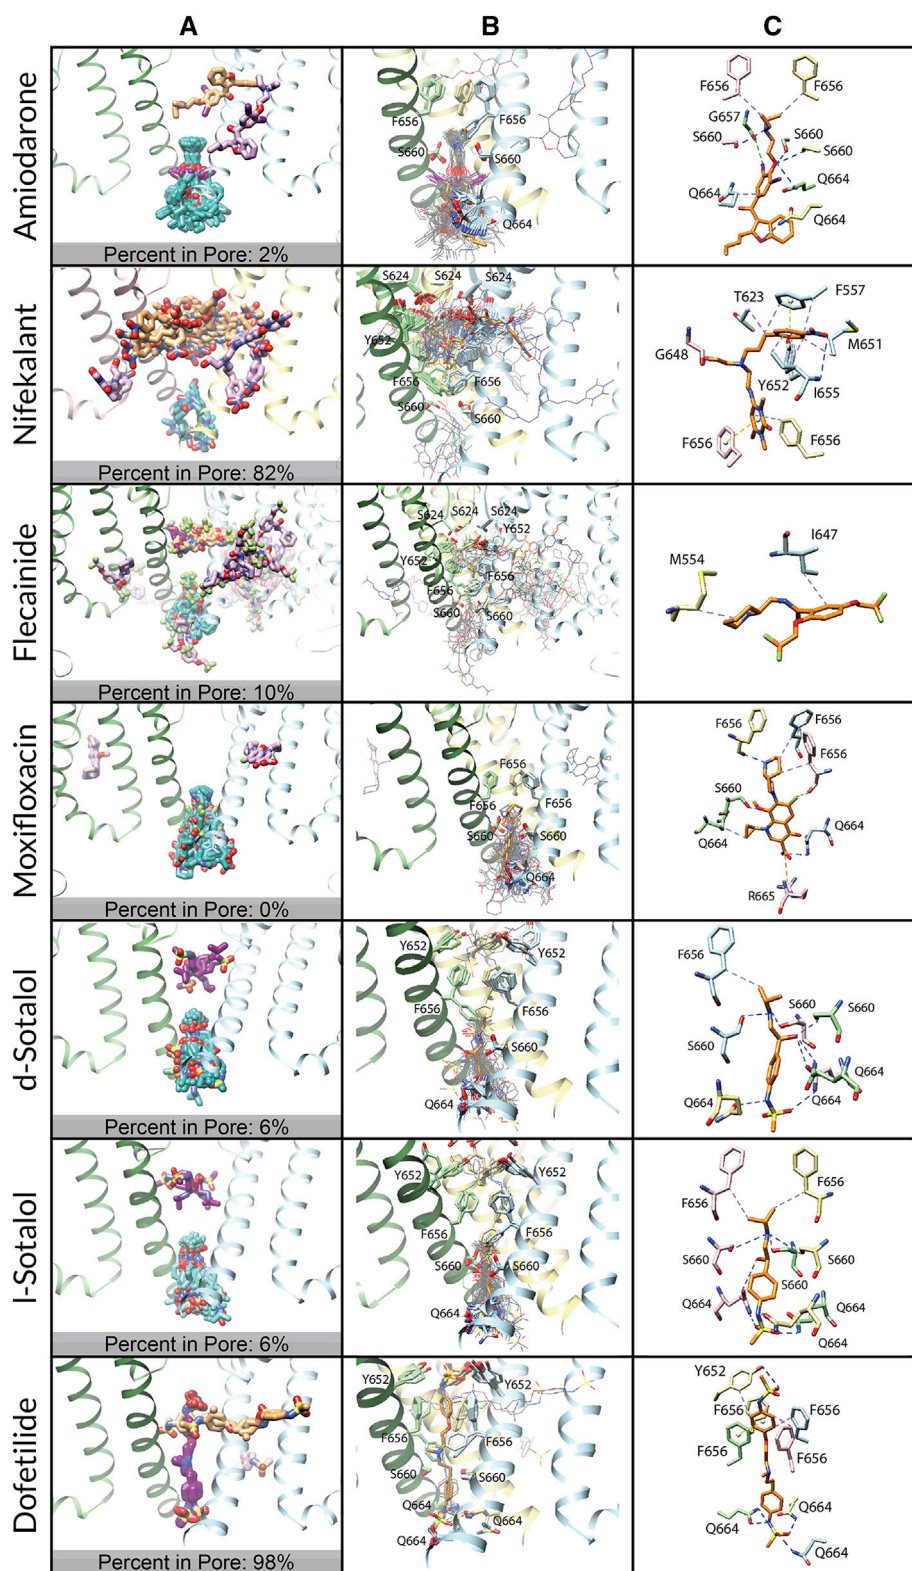 A B C
Amiodarone
Percent in Pore: 2%
F656
F656
S660
S660
Q664
F656
F656
G657
S660
S660
S660
Q664
Q664
Q664
Nifekalant
Percent in Pore: 82%
S624 S624 S624
Y652
F656
F656
S660
S660
F557
T623
M651
G648
Y652
I655
F656
F656
Flecainide
Percent in Pore: 10%
S624 S624 S624
Y652
Y652
F656
F656
S660
S660
I647
M554
Moxifloxacin
Percent in Pore: 0%
F656
F656
F656
S660
S660
Q664
F656
F656
F656
S660
Q664
Q664
R665
d-Sotalol
Percent in Pore: 6%
Y652
Y652
F656
F656
S660
Q664
F656
S660
S660
S660
Q664
Q664
Q664
l-Sotalol
Percent in Pore: 6%
Y652
Y652
F656
F656
S660
S660
Q664
F656
F656
S660
S660
S660
Q664
Q664
Q664
Dofetilide
Percent in Pore: 98%
Y652
Y652
F656
F656
S660
S660
Q664
Q664
Y652
F656
F656
F656
F656
Q664
Q664
Q664